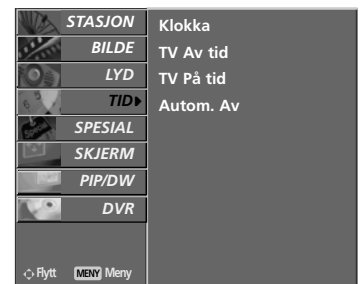 STASJON
BILDE
LYD
TID
SPESIAL
SKJERM
PIP/DW
DVR
Flytt MENY Meny
Klokka
TV Av tid
TV På tid
Autom. Av